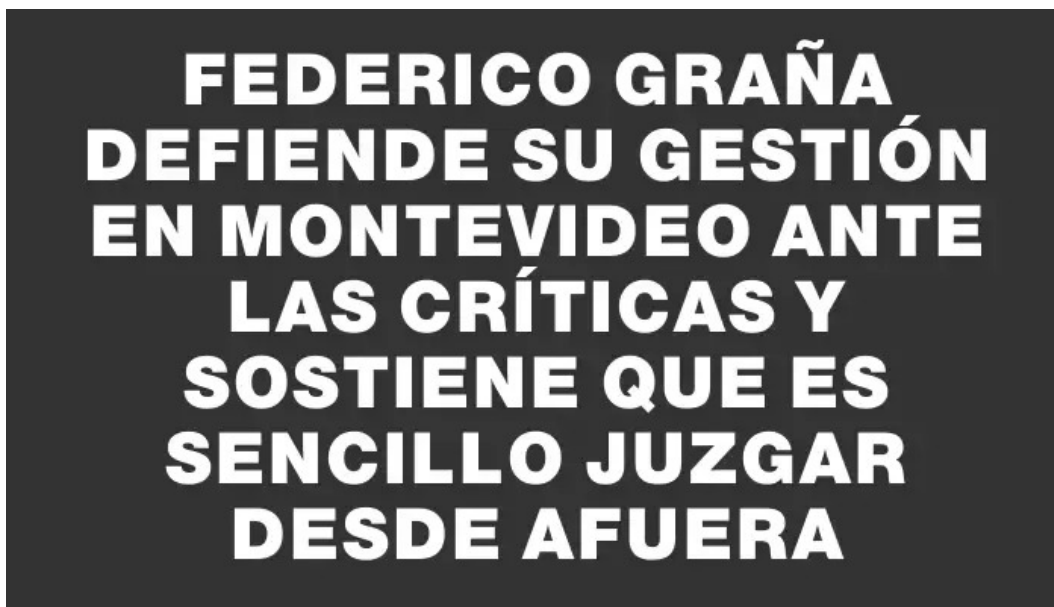 FEDERICO GRAÑA
DEFIENDE SU GESTIÓN
EN MONTEVIDEO ANTE
LAS CRÍTICAS Y
SOSTIENE QUE ES
SENCILLO JUZGAR
DESDE AFUERA